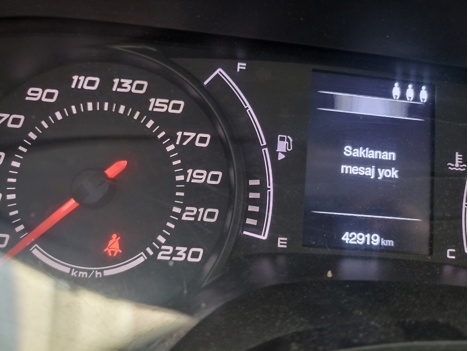 70
90
110
130
150
170
190
210
230
km/h
F
E
Saklanan
mesaj yok
42919 km
C